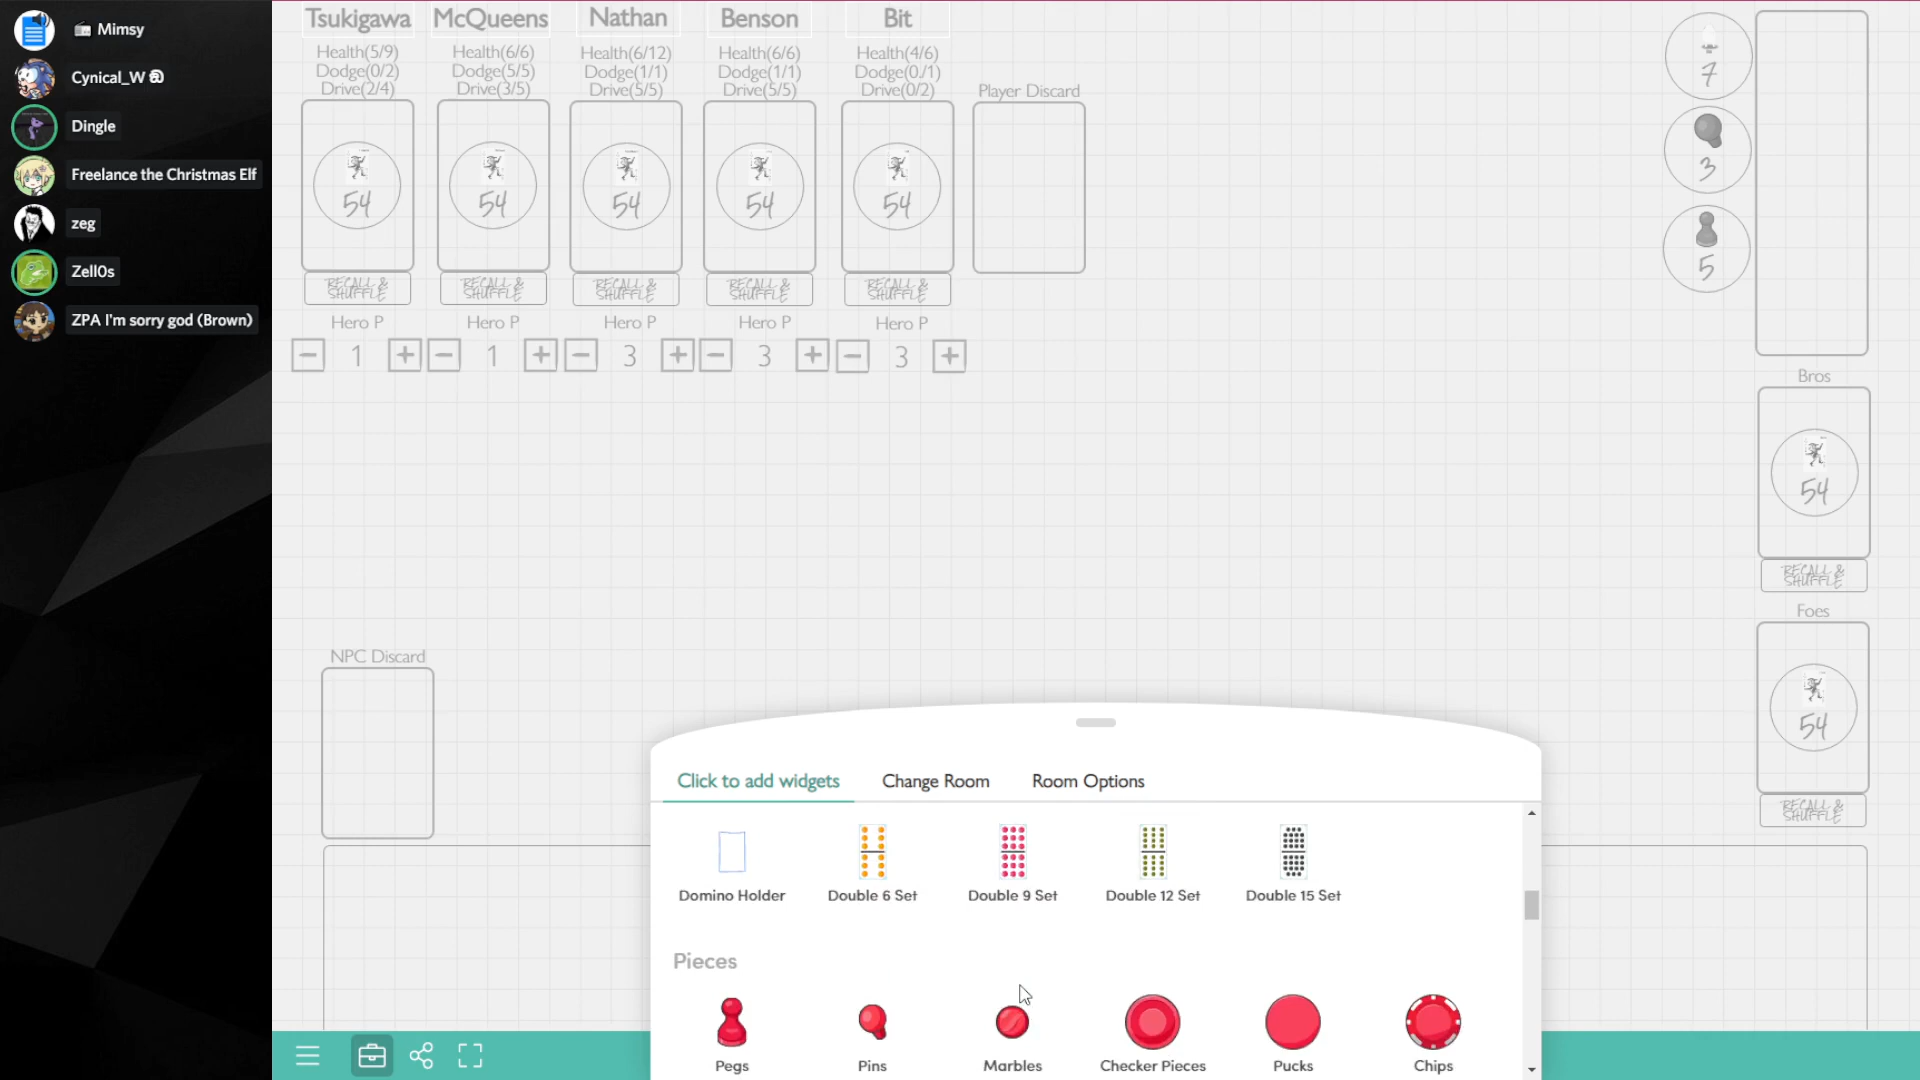 Mimsy
Cynical_W
Dingle
Freelance the Christmas Elf
zeg
Zell0s
ZPA I'm sorry god (Brown)
Tsukigawa
Health(5/9)
Dodge(0/2)
Drive(2/4)
54
RECALL & SHUFFLE
Hero P
− 1 +
McQueens
Health(6/6)
Dodge(5/5)
Drive(3/5)
54
RECALL & SHUFFLE
Hero P
− 1 +
Nathan
Health(6/12)
Dodge(1/1)
Drive(5/5)
54
RECALL & SHUFFLE
Hero P
− 3 +
Benson
Health(6/6)
Dodge(1/1)
Drive(5/5)
54
RECALL & SHUFFLE
Hero P
− 3 +
Bit
Health(4/6)
Dodge(0./1)
Drive(0/2)
54
RECALL & SHUFFLE
Hero P
− 3 +
Player Discard
7
3
5
Bros
54
RECALL & SHUFFLE
Foes
54
RECALL & SHUFFLE
NPC Discard
Click to add widgets
Change Room
Room Options
Domino Holder
Double 6 Set
Double 9 Set
Double 12 Set
Double 15 Set
Pieces
Pegs
Pins
Marbles
Checker Pieces
Pucks
Chips